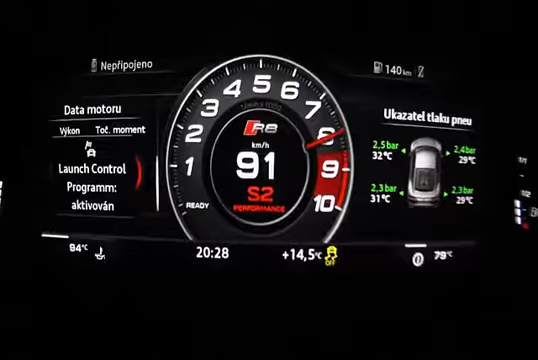 Nepřipojeno
140 km
Data motoru
Výkon Toč. moment
Launch Control
Programm:
aktivován
1
2
3
4
5
6
7
8
9
10
R8
km/h
91
S2
PERFORMANCE
READY
Ukazatel tlaku pneu
2,5 bar
32°C
2,4 bar
29°C
2,3 bar
31°C
2,3 bar
29°C
94°C
20:28
+14,5°C
OFF
79°C